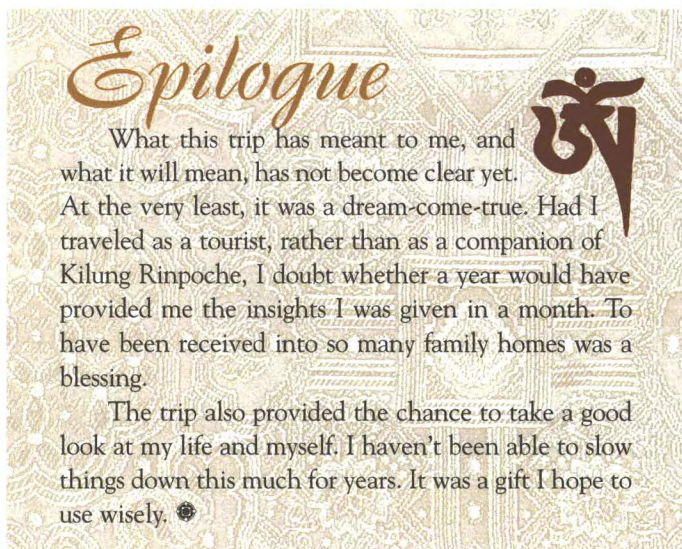 Epilogue
ༀ
What this trip has meant to me, and
what it will mean, has not become clear yet.
At the very least, it was a dream-come-true. Had I
traveled as a tourist, rather than as a companion of
Kilung Rinpoche, I doubt whether a year would have
provided me the insights I was given in a month. To
have been received into so many family homes was a
blessing.
The trip also provided the chance to take a good
look at my life and myself. I haven't been able to slow
things down this much for years. It was a gift I hope to
use wisely.